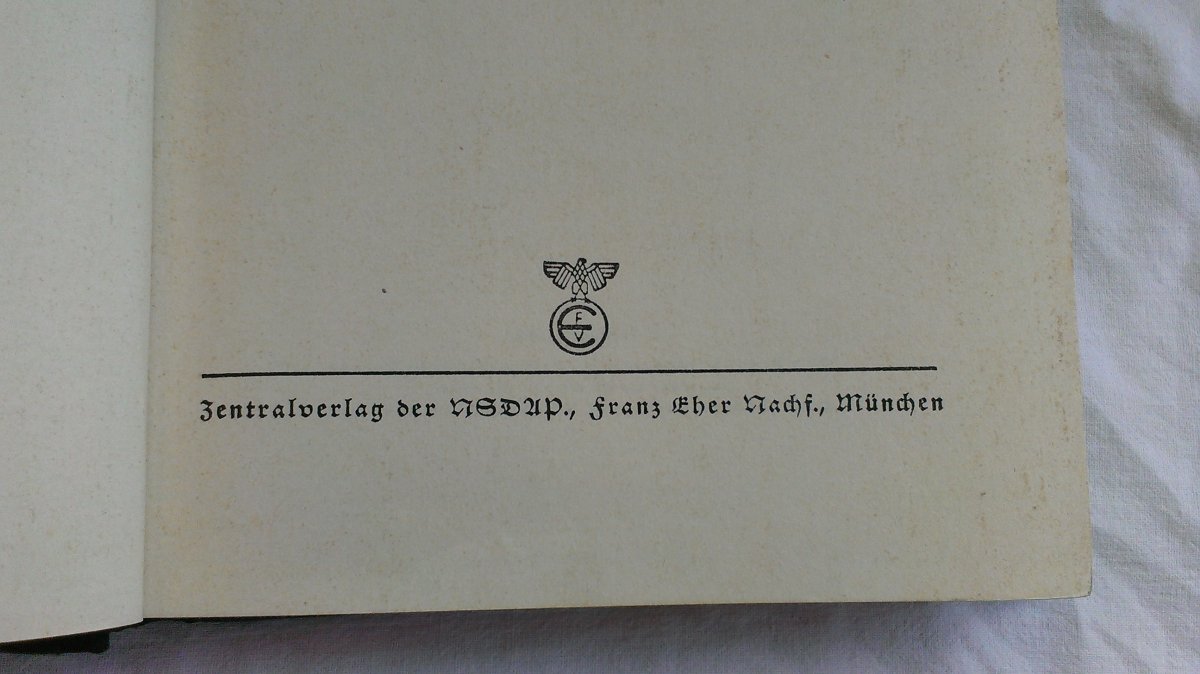 F
E
V
Zentralverlag der NSDAP., Franz Eher Nachf., München